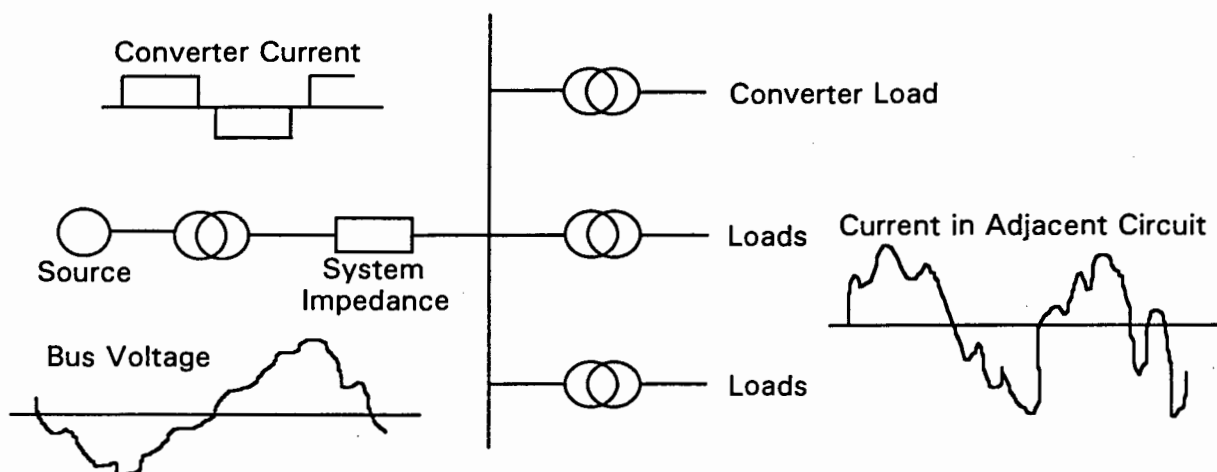 Converter Current
Converter Load
Source
System
Impedance
Loads
Current in Adjacent Circuit
Bus Voltage
Loads